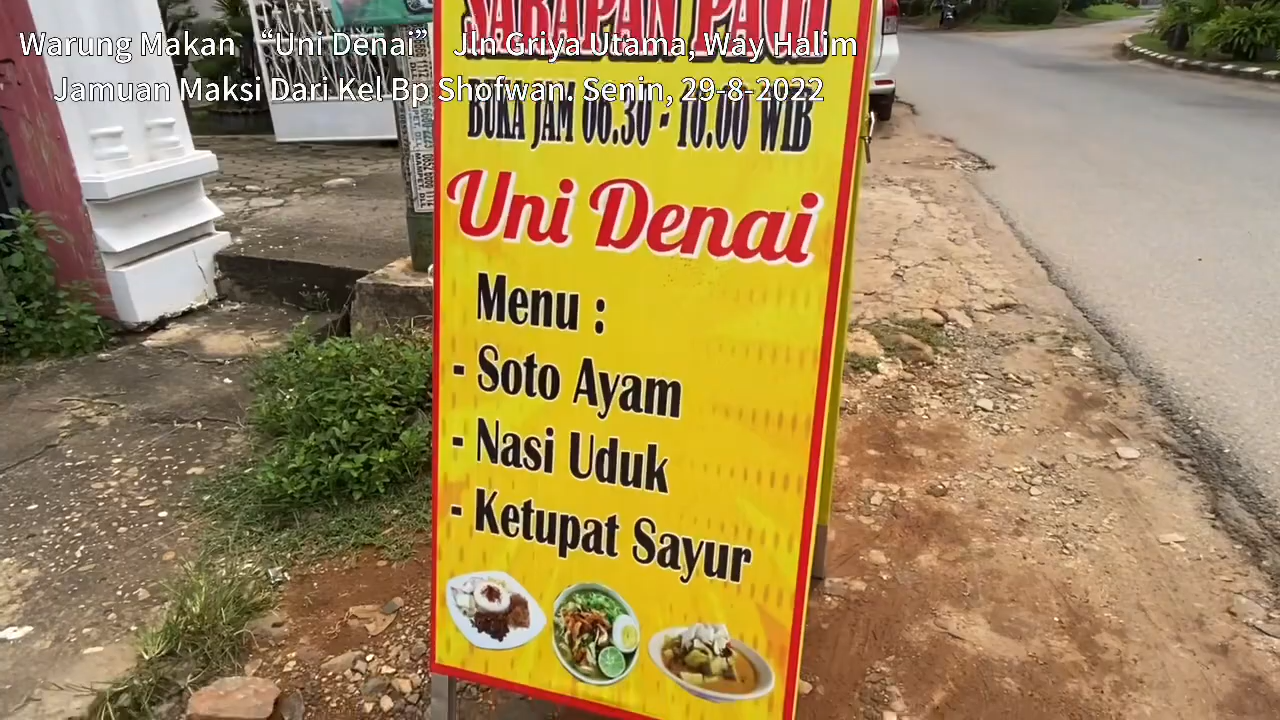 Warung Makan “Uni Denai” Jln Griya Utama, Way Halim
Jamuan Maksi Dari Kel Bp Shofwan. Senin, 29-8-2022
SARAPAN PAGI
BUKA JAM 06.30 - 10.00 WIB
Uni Denai
Menu :
- Soto Ayam
- Nasi Uduk
- Ketupat Sayur